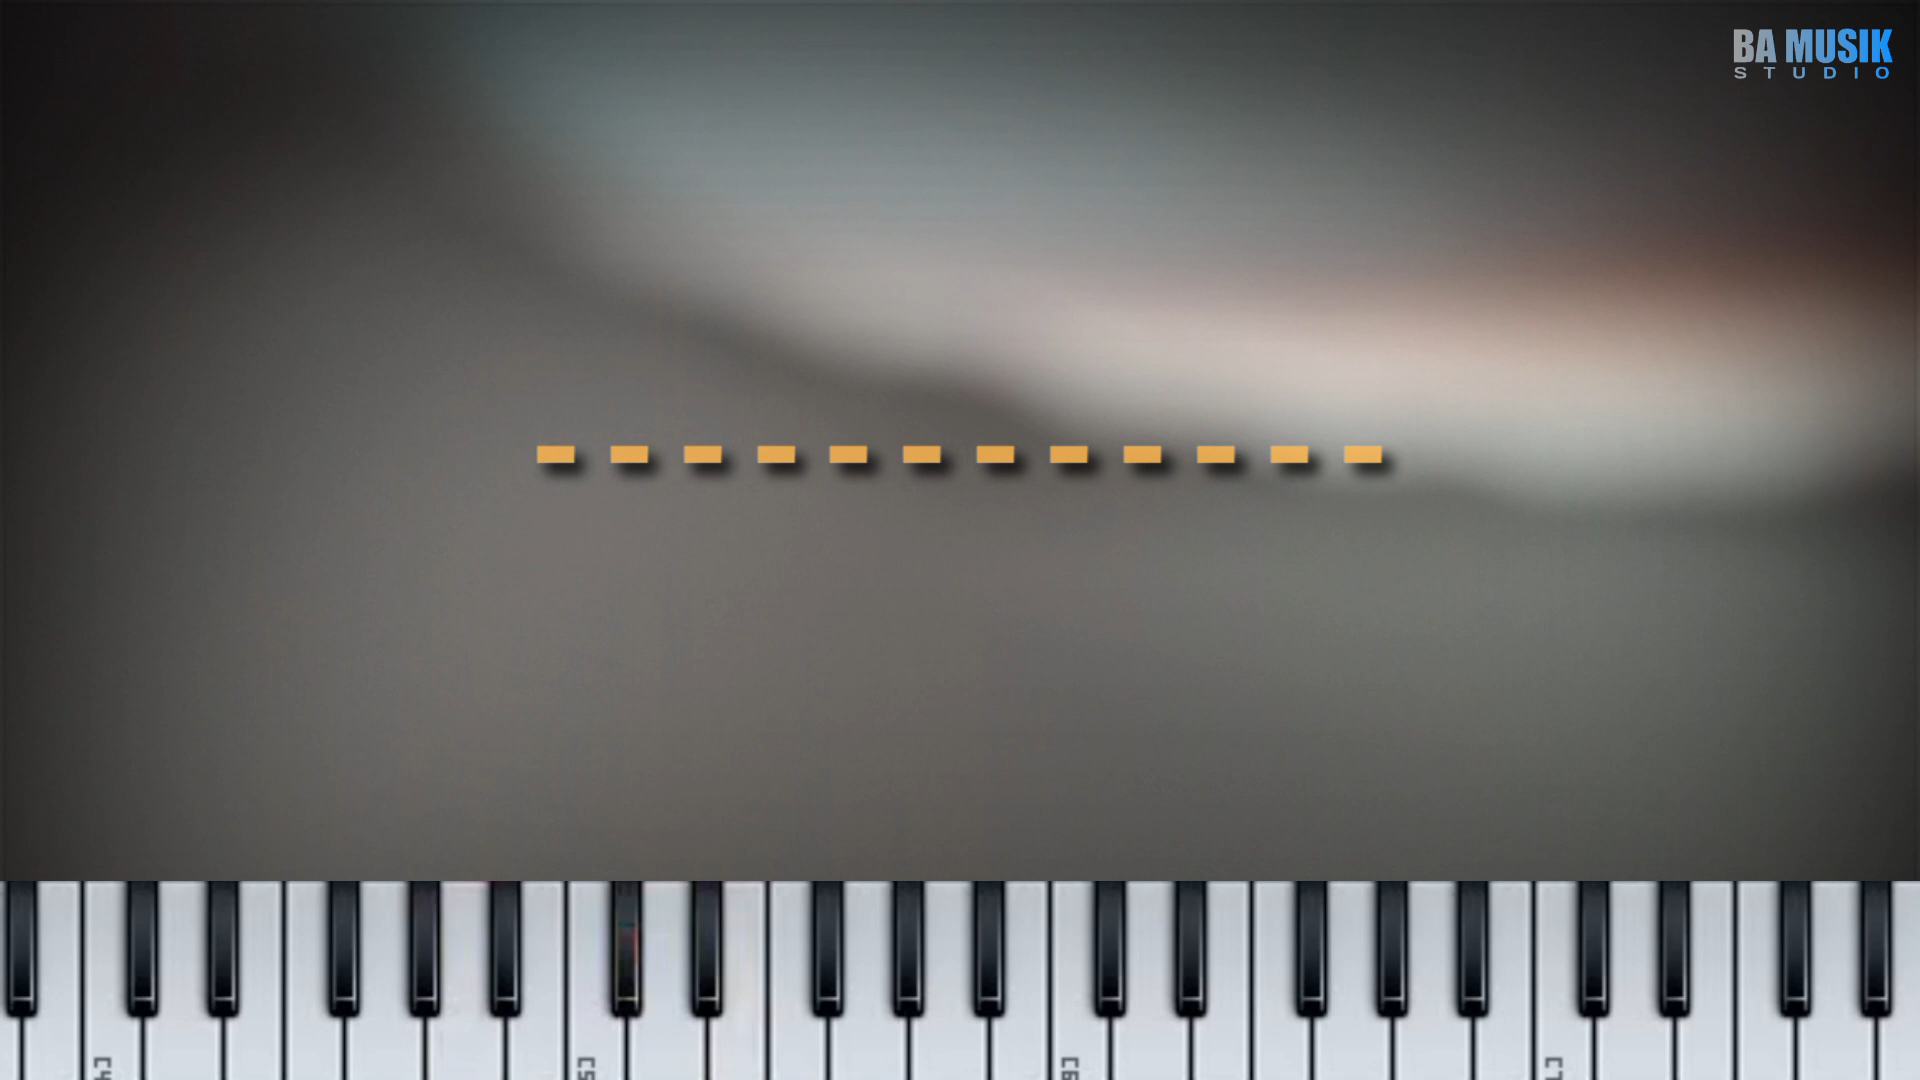 BA MUSIK
STUDIO
- - - - - - - - - - - -
C4
C5
C6
C7